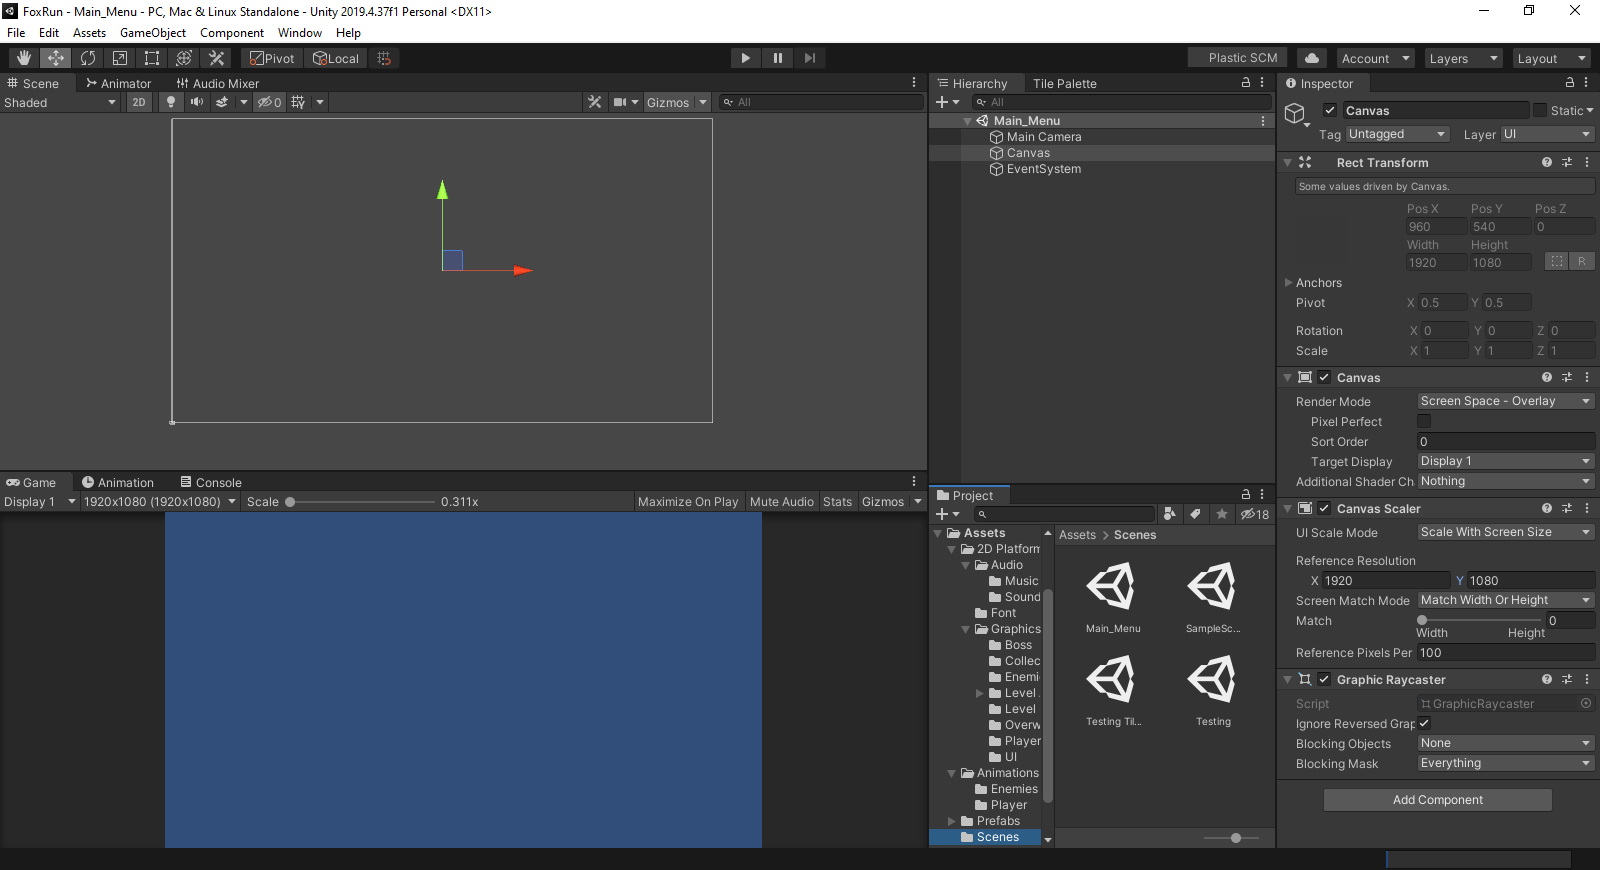 FoxRun - Main_Menu - PC, Mac & Linux Standalone - Unity 2019.4.37f1 Personal <DX11>
File Edit Assets GameObject Component Window Help
Pivot Local Plastic SCM Account Layers Layout
Scene Animator Audio Mixer
Shaded 2D 0 Gizmos All
Hierarchy Tile Palette
All
Main_Menu
Main Camera
Canvas
EventSystem
Inspector
Canvas Static
Tag Untagged Layer UI
Rect Transform
Some values driven by Canvas.
Pos X Pos Y Pos Z
960 540 0
Width Height
1920 1080 R
Anchors
Pivot X 0.5 Y 0.5
Rotation X 0 Y 0 Z 0
Scale X 1 Y 1 Z 1
Canvas
Render Mode Screen Space - Overlay
Pixel Perfect
Sort Order 0
Target Display Display 1
Additional Shader Ch Nothing
Canvas Scaler
UI Scale Mode Scale With Screen Size
Reference Resolution
X 1920 Y 1080
Screen Match Mode Match Width Or Height
Match 0
Width Height
Reference Pixels Per 100
Graphic Raycaster
Script GraphicRaycaster
Ignore Reversed Grap
Blocking Objects None
Blocking Mask Everything
Add Component
Game Animation Console
Display 1 1920x1080 (1920x1080) Scale 0.311x Maximize On Play Mute Audio Stats Gizmos
Project
18
Assets
2D Platform
Audio
Music
Sound
Font
Graphics
Boss
Collec
Enemi
Level
Level
Overw
Player
UI
Animations
Enemies
Player
Prefabs
Scenes
Assets > Scenes
Main_Menu SampleSc...
Testing Til... Testing